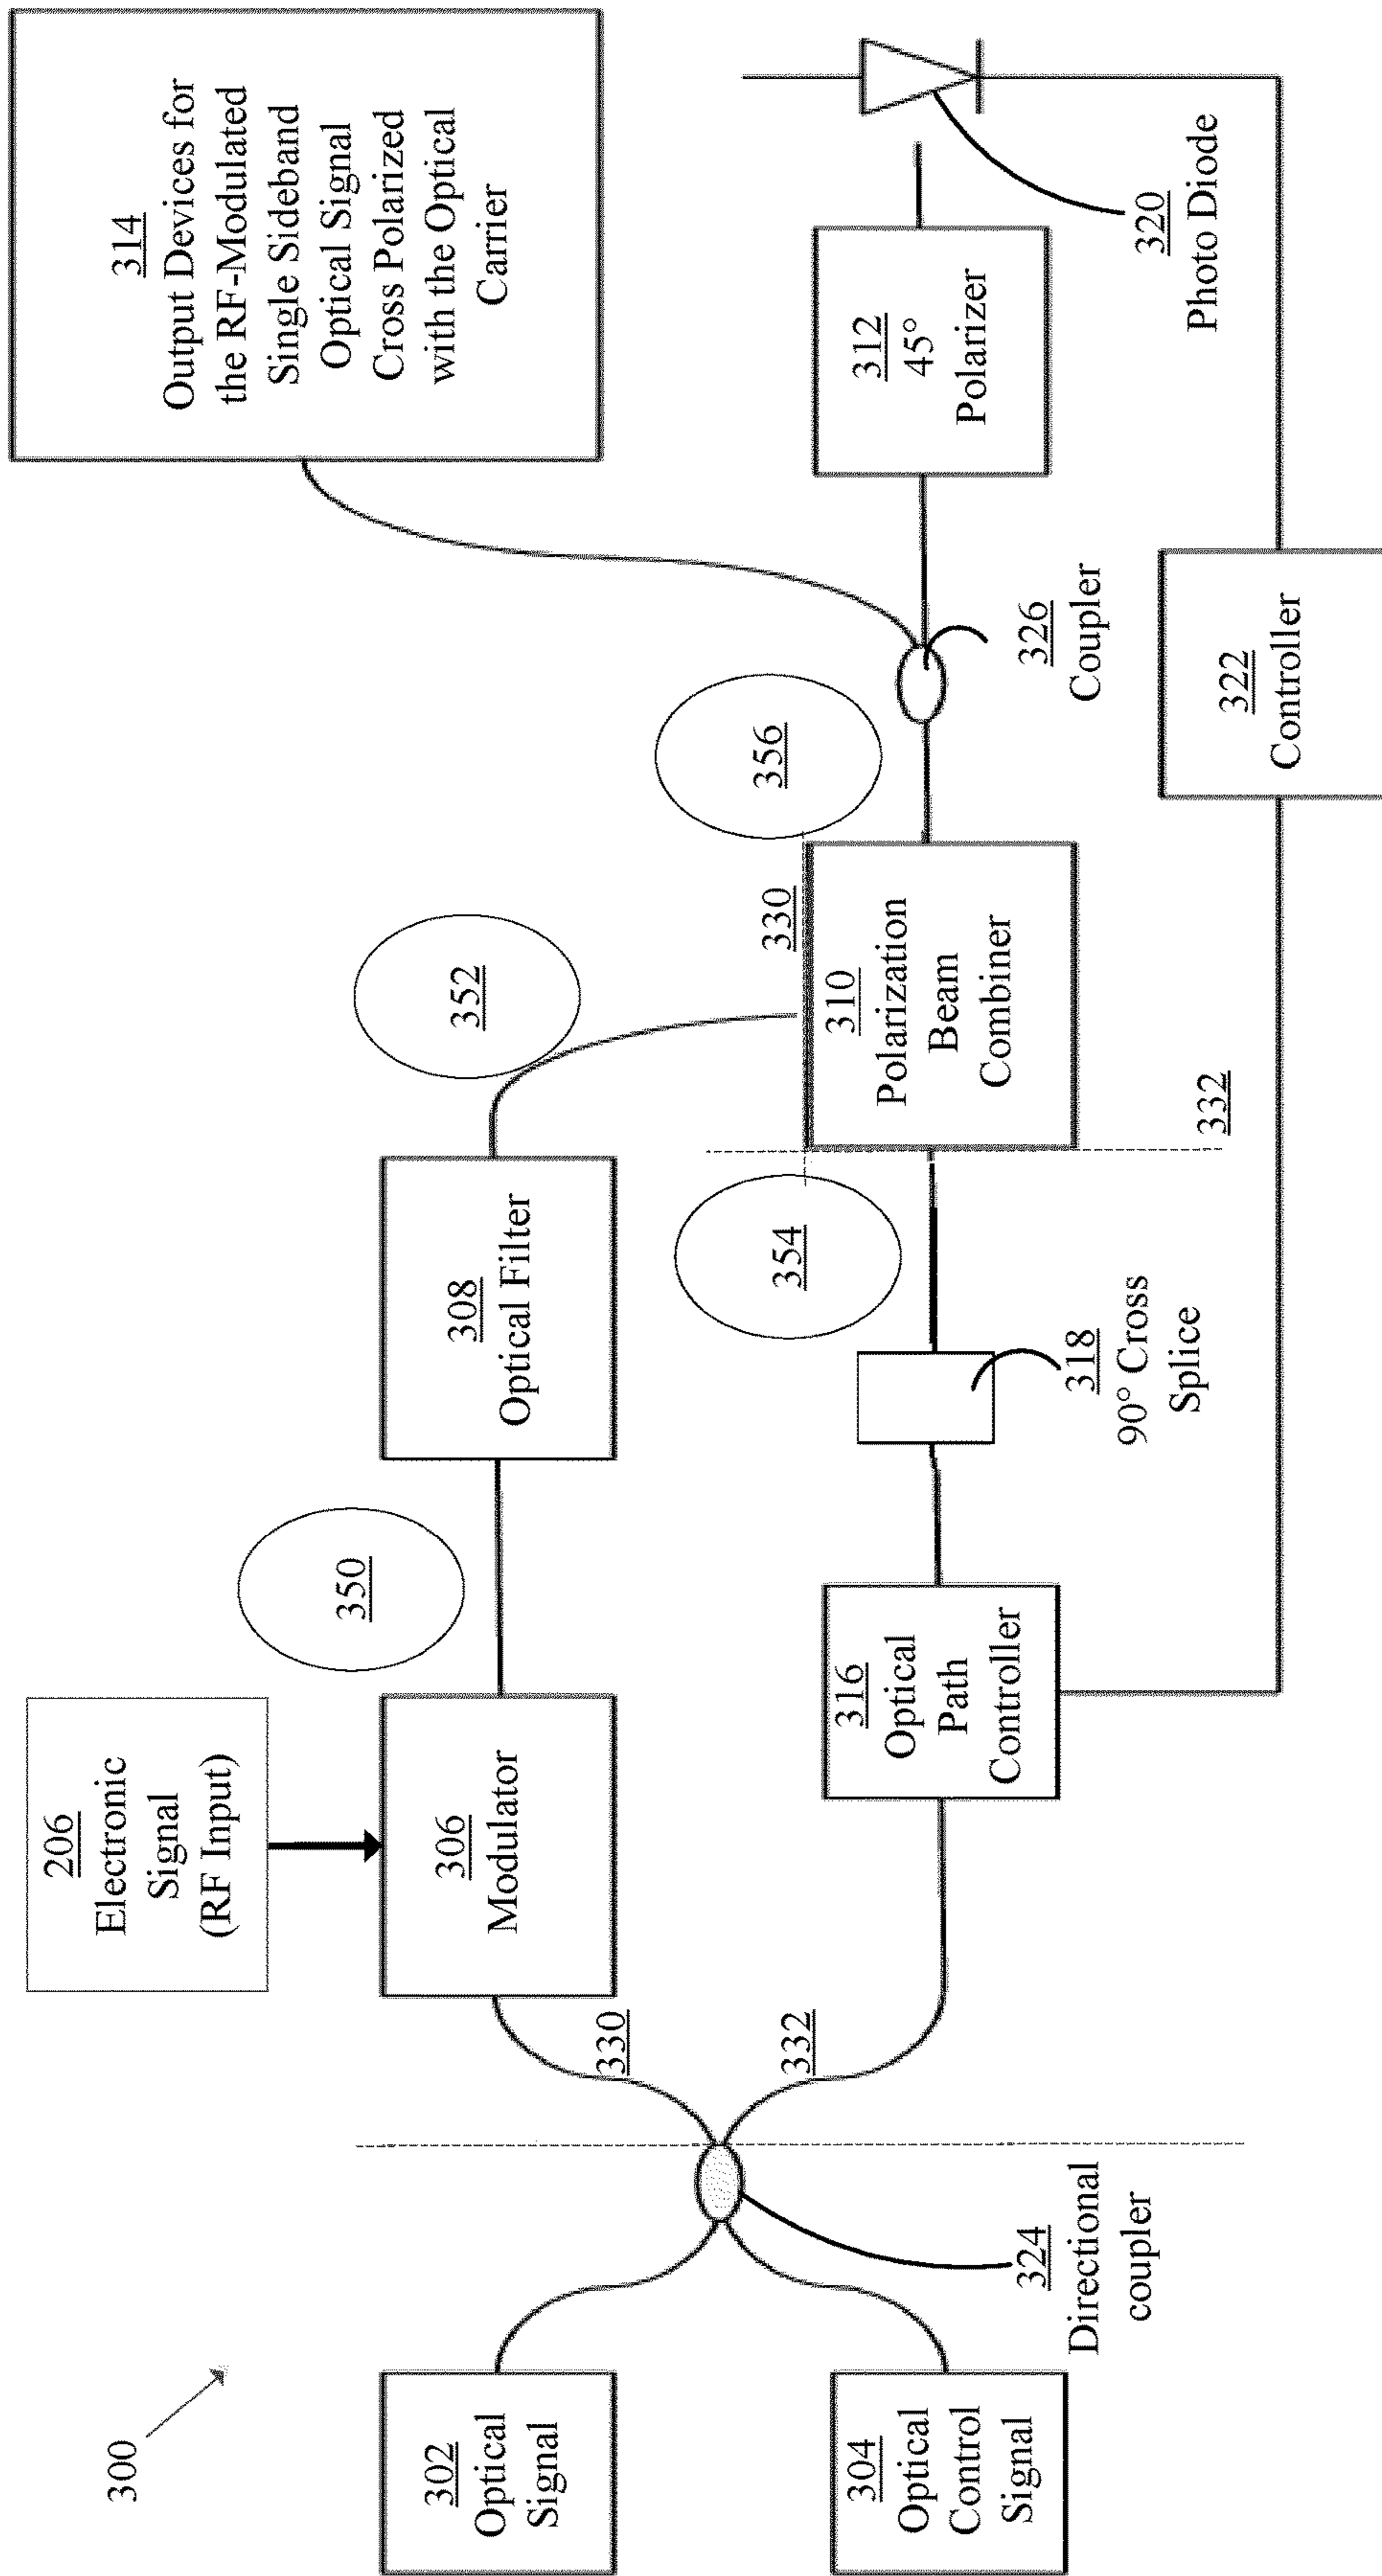 300
302
Optical
Signal
304
Optical
Control
Signal
324
Directional
coupler
330
332
206
Electronic
Signal
(RF Input)
306
Modulator
350
308
Optical Filter
352
316
Optical
Path
Controller
318
90° Cross
Splice
354
332
330
310
Polarization
Beam
Combiner
356
326
Coupler
322
Controller
312
45°
Polarizer
320
Photo Diode
314
Output Devices for
the RF-Modulated
Single Sideband
Optical Signal
Cross Polarized
with the Optical
Carrier